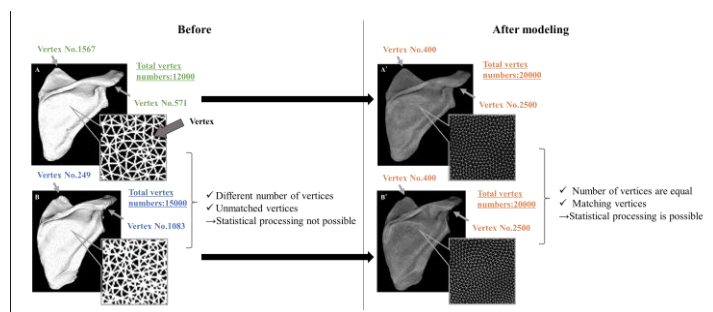 Before
After modeling
Vertex No.1567
A
Total vertex
numbers:12000
Vertex No.571
Vertex
Vertex No.249
B
Total vertex
numbers:15000
Vertex No.1083
✓ Different number of vertices
✓ Unmatched vertices
→Statistical processing not possible
Vertex No.400
A'
Total vertex
numbers:20000
Vertex No.2500
Vertex No.400
B'
Total vertex
numbers:20000
Vertex No.2500
✓ Number of vertices are equal
✓ Matching vertices
→Statistical processing is possible